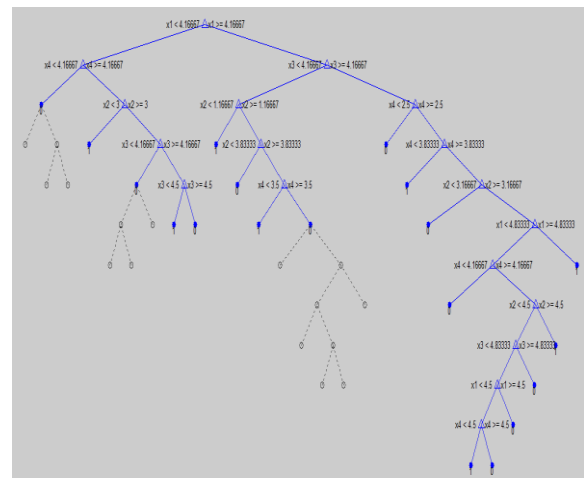 x1 < 4.16667 x1 >= 4.16667
x4 < 4.16667 x4 >= 4.16667 x3 < 4.16667 x3 >= 4.16667
x2 < 3 x2 >= 3 x2 < 1.16667 x2 >= 1.16667 x4 < 2.5 x4 >= 2.5
x3 < 4.16667 x3 >= 4.16667 x2 < 3.83333 x2 >= 3.83333 x4 < 3.83333 x4 >= 3.83333
x3 < 4.5 x3 >= 4.5 x4 < 3.5 x4 >= 3.5 x2 < 3.16667 x2 >= 3.16667
x1 < 4.83333 x1 >= 4.83333
x4 < 4.16667 x4 >= 4.16667
x2 < 4.5 x2 >= 4.5
x3 < 4.83333 x3 >= 4.83333
x1 < 4.5 x1 >= 4.5
x4 < 4.5 x4 >= 4.5